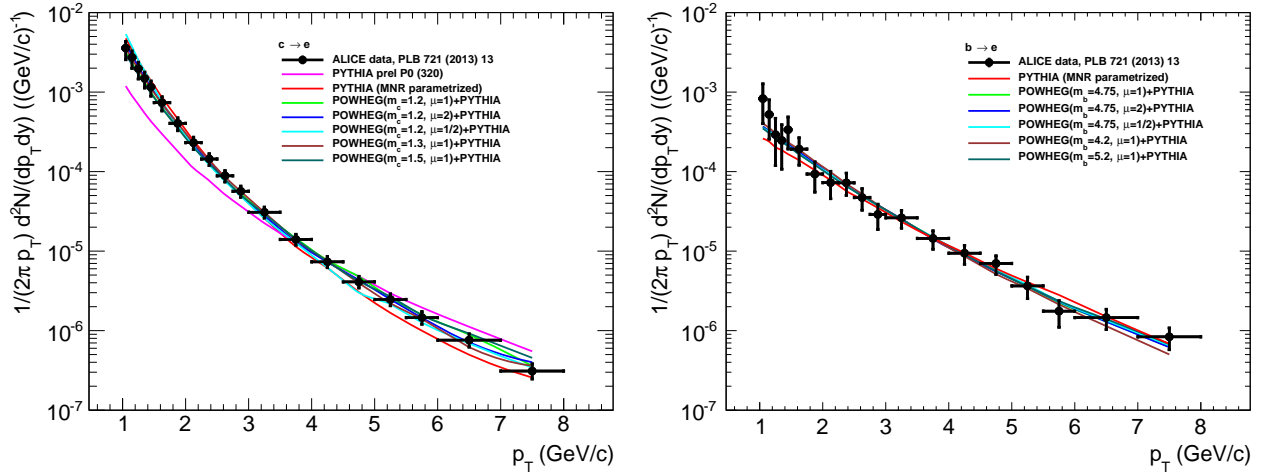 c → e
ALICE data, PLB 721 (2013) 13
PYTHIA prel P0 (320)
PYTHIA (MNR parametrized)
POWHEG(m_c=1.2, μ=1)+PYTHIA
POWHEG(m_c=1.2, μ=2)+PYTHIA
POWHEG(m_c=1.2, μ=1/2)+PYTHIA
POWHEG(m_c=1.3, μ=1)+PYTHIA
POWHEG(m_c=1.5, μ=1)+PYTHIA
1/(2π p_T) d²N/(dp_Tdy) ((GeV/c)⁻¹)
10⁻²
10⁻³
10⁻⁴
10⁻⁵
10⁻⁶
10⁻⁷
1 2 3 4 5 6 7 8
p_T (GeV/c)
b → e
ALICE data, PLB 721 (2013) 13
PYTHIA (MNR parametrized)
POWHEG(m_b=4.75, μ=1)+PYTHIA
POWHEG(m_b=4.75, μ=2)+PYTHIA
POWHEG(m_b=4.75, μ=1/2)+PYTHIA
POWHEG(m_b=4.2, μ=1)+PYTHIA
POWHEG(m_b=5.2, μ=1)+PYTHIA
1/(2π p_T) d²N/(dp_Tdy) ((GeV/c)⁻¹)
10⁻²
10⁻³
10⁻⁴
10⁻⁵
10⁻⁶
10⁻⁷
1 2 3 4 5 6 7 8
p_T (GeV/c)